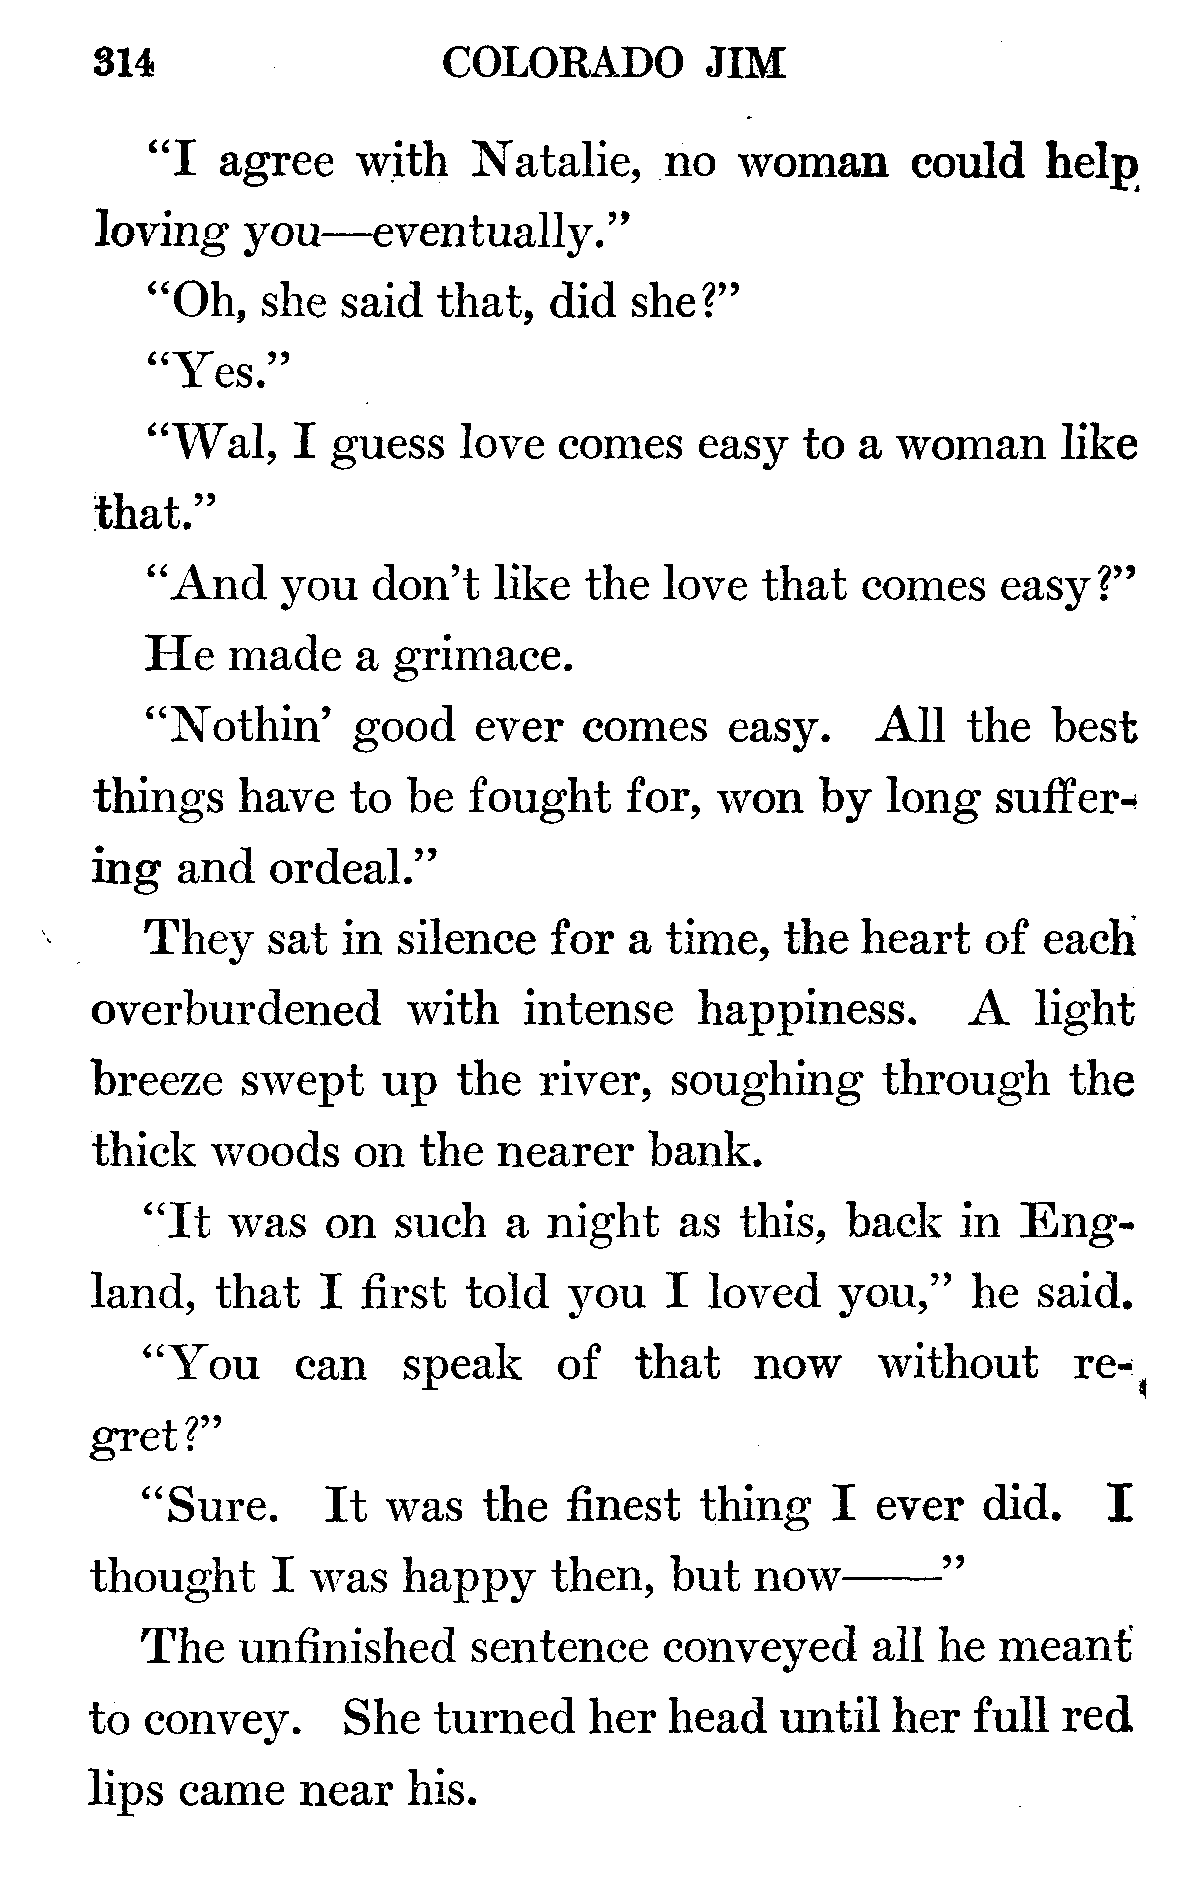 314 COLORADO JIM
“I agree with Natalie, no woman could help
loving you—eventually.”
“Oh, she said that, did she?”
“Yes.”
“Wal, I guess love comes easy to a woman like
that.”
“And you don’t like the love that comes easy?”
He made a grimace.
“Nothin’ good ever comes easy. All the best
things have to be fought for, won by long suffer-
ing and ordeal.”
They sat in silence for a time, the heart of each
overburdened with intense happiness. A light
breeze swept up the river, soughing through the
thick woods on the nearer bank.
“It was on such a night as this, back in Eng-
land, that I first told you I loved you,” he said.
“You can speak of that now without re-
gret?”
“Sure. It was the finest thing I ever did. I
thought I was happy then, but now——”
The unfinished sentence conveyed all he meant
to convey. She turned her head until her full red
lips came near his.